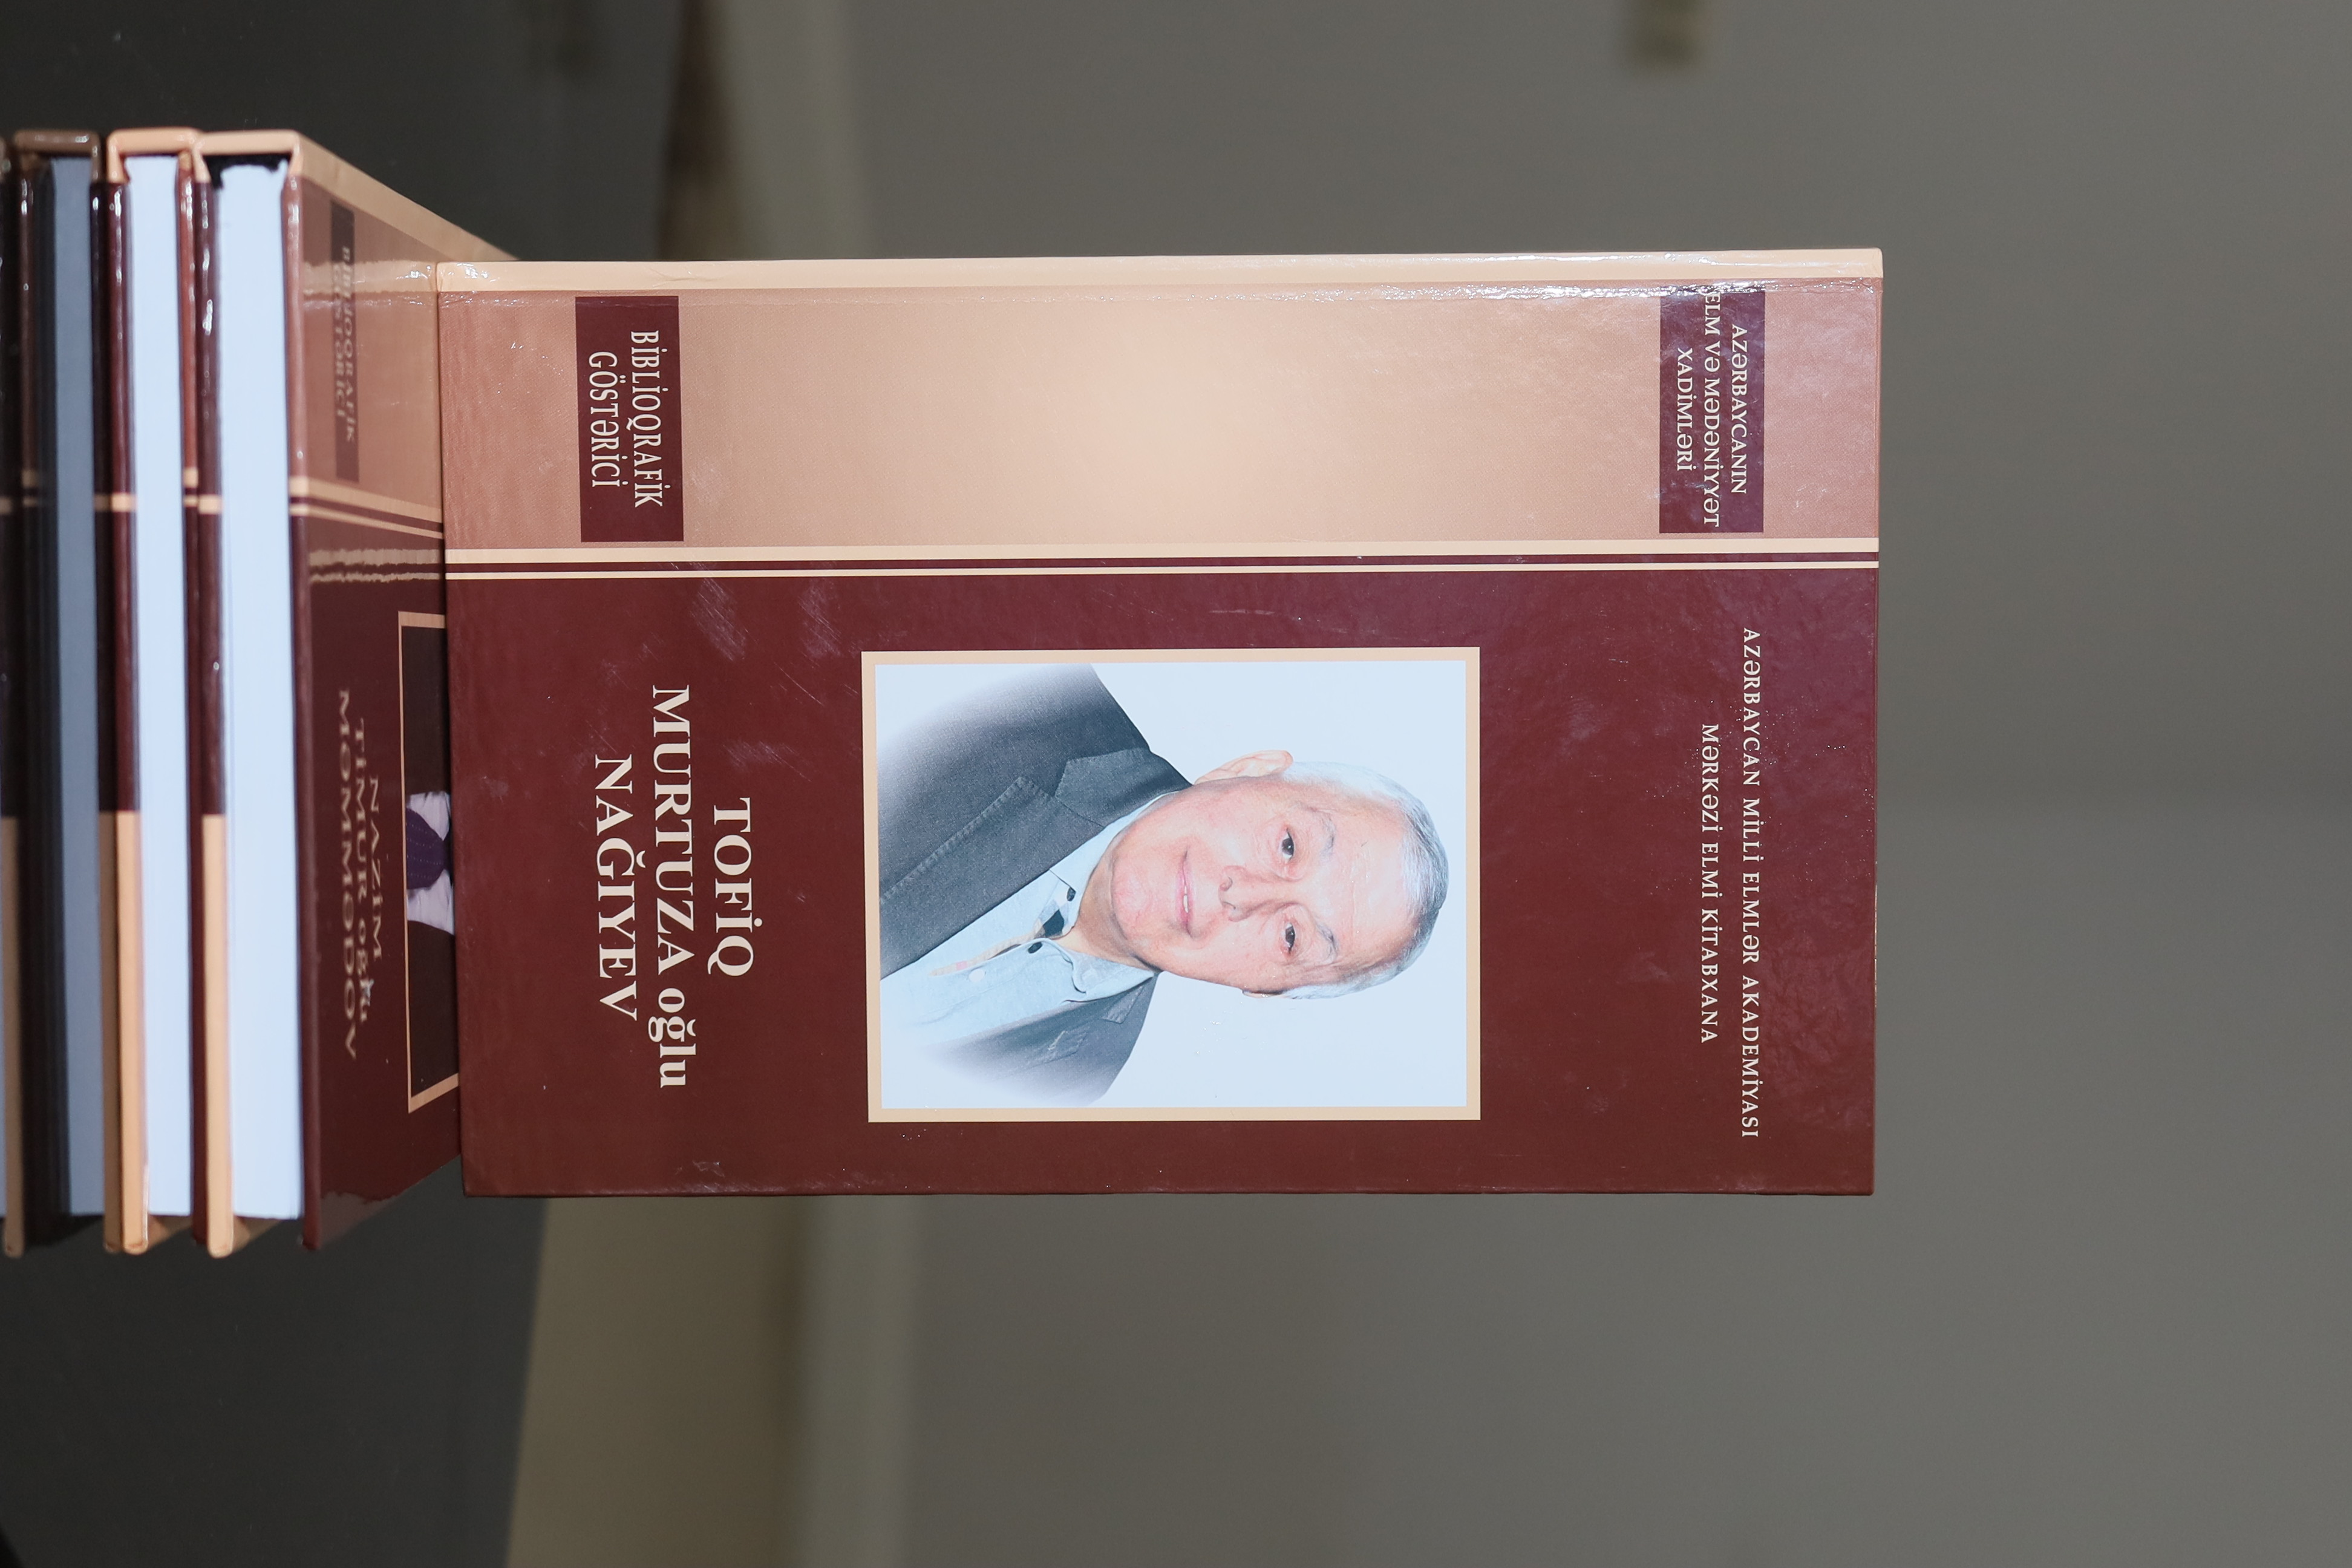 AZƏRBAYCANIN
ELM VƏ MƏDƏNİYYƏT
XADİMLƏRİ
AZƏRBAYCAN MİLLİ ELMLƏR AKADEMİYASI
MƏRKƏZİ ELMİ KİTABXANA
TOFİQ
MURTUZA oğlu
NAĞIYEV
BİBLİOQRAFİK
GÖSTƏRİCİ
NAZİM
TİMUR oğlu
MƏMMƏDOV
BİBLİOQRAFİK
GÖSTƏRİCİ